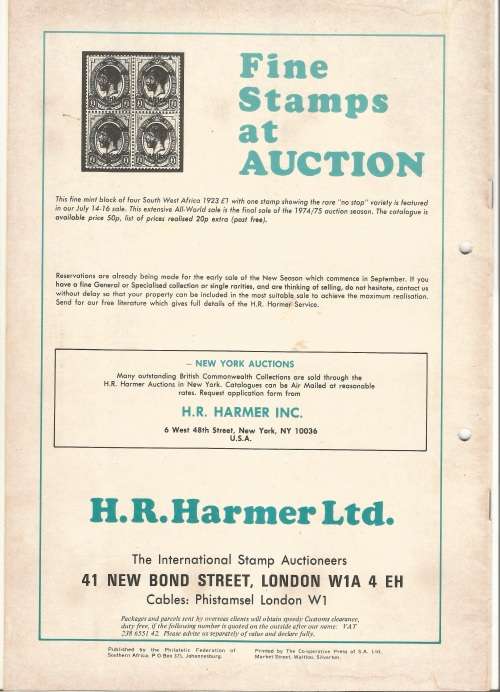 Fine
Stamps
at
AUCTION
This fine mint block of four South West Africa 1923 £1 with one stamp showing the rare "no stop" variety is featured
in our July 14-16 sale. This extensive All-World sale is the final sale of the 1974/75 auction season. The catalogue is
available price 50p, list of prices realised 20p extra (post free).
Reservations are already being made for the early sale of the New Season which commence in September. If you
have a fine General or Specialised collection or single rarities, and are thinking of selling, do not hesitate, contact us
without delay so that your property can be included in the most suitable sale to achieve the maximum realisation.
Send for our free literature which gives full details of the H.R. Harmer Service.
– NEW YORK AUCTIONS
Many outstanding British Commonwealth Collections are sold through the
H.R. Harmer Auctions in New York. Catalogues can be Air Mailed at reasonable
rates. Request application form from
H.R. HARMER INC.
6 West 48th Street, New York, NY 10036
U.S.A.
H.R.Harmer Ltd.
The International Stamp Auctioneers
41 NEW BOND STREET, LONDON W1A 4 EH
Cables: Phistamsel London W1
Packages and parcels sent by overseas clients will obtain speedy Customs clearance,
duty free, if the following number is quoted on the outside after our name: VAT
238 6551 42. Please advise us separately of value and declare fully.
Published by the Philatelic Federation of
Southern Africa. P.O Box 375, Johannesburg.
Printed by The Co-operative Press of S.A. Ltd.
Market Street, Waltloo, Silverton.